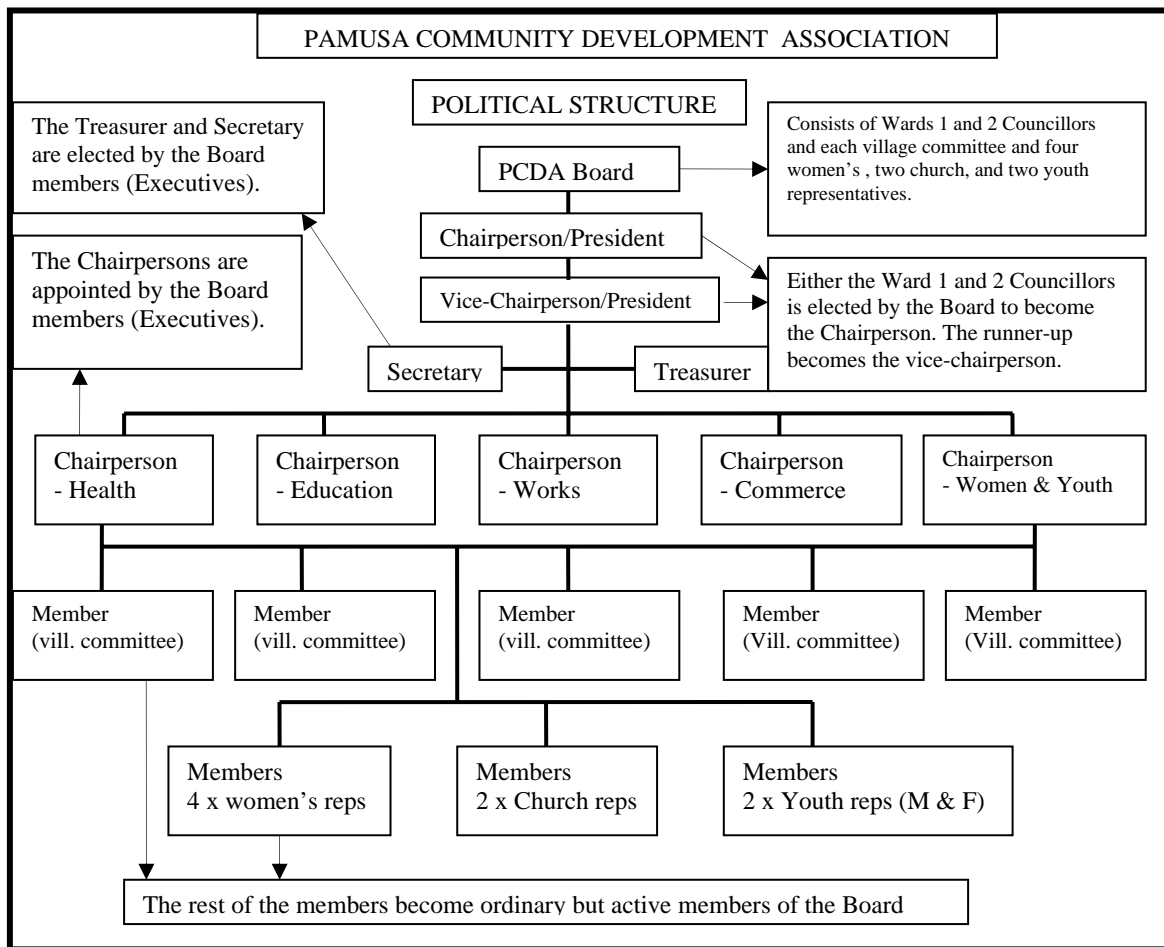 PAMUSA COMMUNITY DEVELOPMENT ASSOCIATION
POLITICAL STRUCTURE
The Treasurer and Secretary
are elected by the Board
members (Executives).
Consists of Wards 1 and 2 Councillors
and each village committee and four
women's , two church, and two youth
representatives.
PCDA Board
Chairperson/President
The Chairpersons are
appointed by the Board
members (Executives).
Vice-Chairperson/President
Either the Ward 1 and 2 Councillors
is elected by the Board to become
the Chairperson. The runner-up
becomes the vice-chairperson.
Secretary
Treasurer
Chairperson
- Health
Chairperson
- Education
Chairperson
- Works
Chairperson
- Commerce
Chairperson
- Women & Youth
Member
(vill. committee)
Member
(vill. committee)
Member
(vill. committee)
Member
(Vill. committee)
Member
(Vill. committee)
Members
4 x women's reps
Members
2 x Church reps
Members
2 x Youth reps (M & F)
The rest of the members become ordinary but active members of the Board